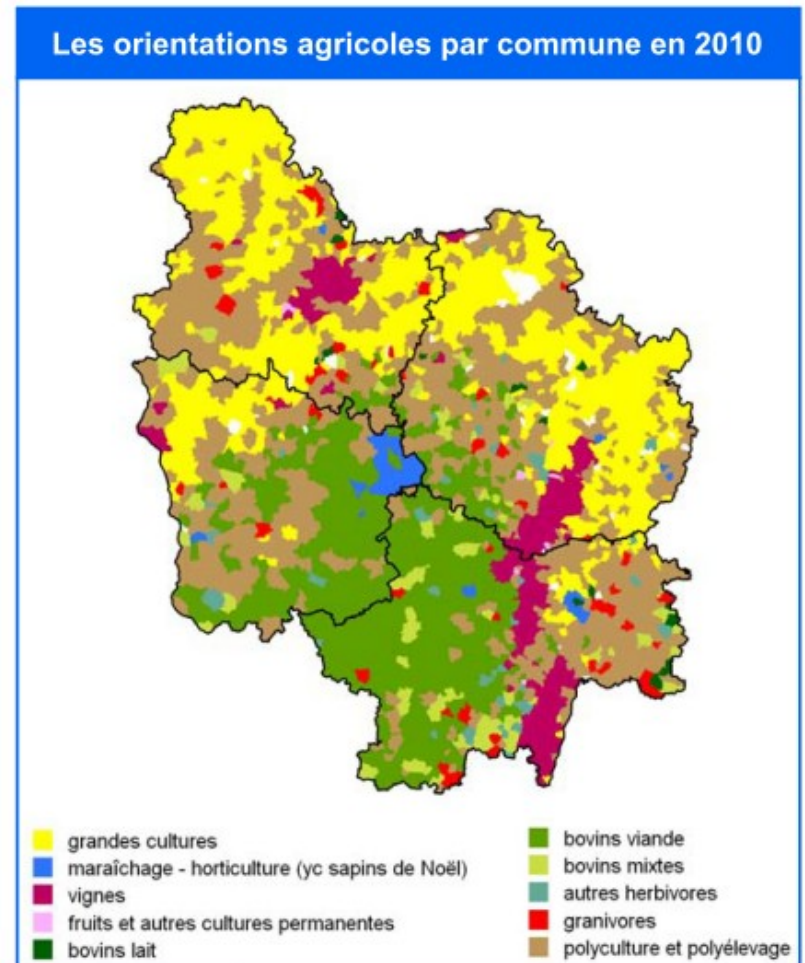 Les orientations agricoles par commune en 2010
grandes cultures
maraîchage - horticulture (yc sapins de Noël)
vignes
fruits et autres cultures permanentes
bovins lait
bovins viande
bovins mixtes
autres herbivores
granivores
polyculture et polyélevage